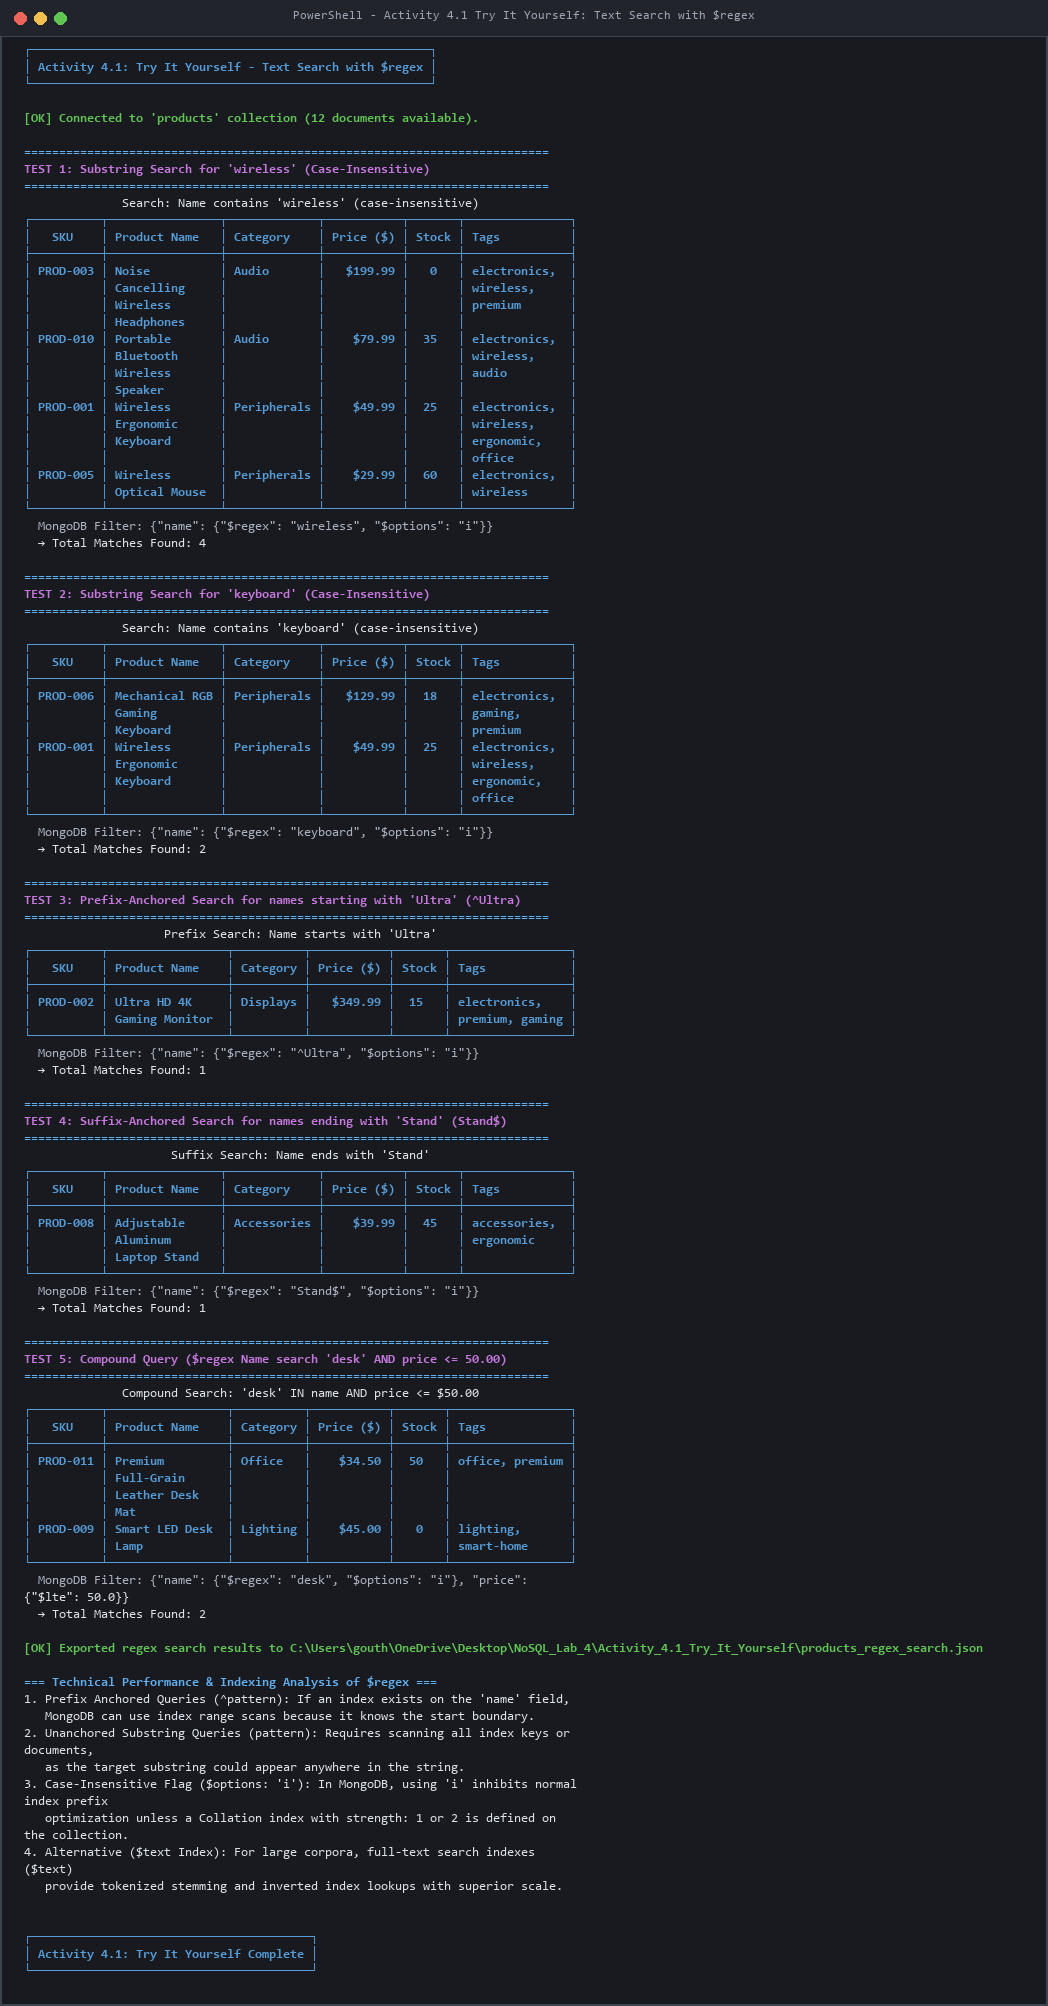 PowerShell - Activity 4.1 Try It Yourself: Text Search with $regex
Activity 4.1: Try It Yourself - Text Search with $regex
[OK] Connected to 'products' collection (12 documents available).
===========================================================================
TEST 1: Substring Search for 'wireless' (Case-Insensitive)
===========================================================================
Search: Name contains 'wireless' (case-insensitive)
SKU │ Product Name │ Category │ Price ($) │ Stock │ Tags
PROD-003 │ Noise │ Audio │ $199.99 │ 0 │ electronics,
Cancelling │ wireless,
Wireless │ premium
Headphones
PROD-010 │ Portable │ Audio │ $79.99 │ 35 │ electronics,
Bluetooth │ wireless,
Wireless │ audio
Speaker
PROD-001 │ Wireless │ Peripherals │ $49.99 │ 25 │ electronics,
Ergonomic │ wireless,
Keyboard │ ergonomic,
office
PROD-005 │ Wireless │ Peripherals │ $29.99 │ 60 │ electronics,
Optical Mouse │ wireless
MongoDB Filter: {"name": {"$regex": "wireless", "$options": "i"}}
→ Total Matches Found: 4
===========================================================================
TEST 2: Substring Search for 'keyboard' (Case-Insensitive)
===========================================================================
Search: Name contains 'keyboard' (case-insensitive)
SKU │ Product Name │ Category │ Price ($) │ Stock │ Tags
PROD-006 │ Mechanical RGB │ Peripherals │ $129.99 │ 18 │ electronics,
Gaming │ gaming,
Keyboard │ premium
PROD-001 │ Wireless │ Peripherals │ $49.99 │ 25 │ electronics,
Ergonomic │ wireless,
Keyboard │ ergonomic,
office
MongoDB Filter: {"name": {"$regex": "keyboard", "$options": "i"}}
→ Total Matches Found: 2
===========================================================================
TEST 3: Prefix-Anchored Search for names starting with 'Ultra' (^Ultra)
===========================================================================
Prefix Search: Name starts with 'Ultra'
SKU │ Product Name │ Category │ Price ($) │ Stock │ Tags
PROD-002 │ Ultra HD 4K │ Displays │ $349.99 │ 15 │ electronics,
Gaming Monitor │ premium, gaming
MongoDB Filter: {"name": {"$regex": "^Ultra", "$options": "i"}}
→ Total Matches Found: 1
===========================================================================
TEST 4: Suffix-Anchored Search for names ending with 'Stand' (Stand$)
===========================================================================
Suffix Search: Name ends with 'Stand'
SKU │ Product Name │ Category │ Price ($) │ Stock │ Tags
PROD-008 │ Adjustable │ Accessories │ $39.99 │ 45 │ accessories,
Aluminum │ ergonomic
Laptop Stand
MongoDB Filter: {"name": {"$regex": "Stand$", "$options": "i"}}
→ Total Matches Found: 1
===========================================================================
TEST 5: Compound Query ($regex Name search 'desk' AND price <= 50.00)
===========================================================================
Compound Search: 'desk' IN name AND price <= $50.00
SKU │ Product Name │ Category │ Price ($) │ Stock │ Tags
PROD-011 │ Premium │ Office │ $34.50 │ 50 │ office, premium
Full-Grain
Leather Desk
Mat
PROD-009 │ Smart LED Desk │ Lighting │ $45.00 │ 0 │ lighting,
Lamp │ smart-home
MongoDB Filter: {"name": {"$regex": "desk", "$options": "i"}, "price":
{"$lte": 50.0}}
→ Total Matches Found: 2
[OK] Exported regex search results to C:\Users\gouth\OneDrive\Desktop\NoSQL_Lab_4\Activity_4.1_Try_It_Yourself\products_regex_search.json
=== Technical Performance & Indexing Analysis of $regex ===
1. Prefix Anchored Queries (^pattern): If an index exists on the 'name' field,
MongoDB can use index range scans because it knows the start boundary.
2. Unanchored Substring Queries (pattern): Requires scanning all index keys or
documents,
as the target substring could appear anywhere in the string.
3. Case-Insensitive Flag ($options: 'i'): In MongoDB, using 'i' inhibits normal
index prefix
optimization unless a Collation index with strength: 1 or 2 is defined on
the collection.
4. Alternative ($text Index): For large corpora, full-text search indexes
($text)
provide tokenized stemming and inverted index lookups with superior scale.
Activity 4.1: Try It Yourself Complete